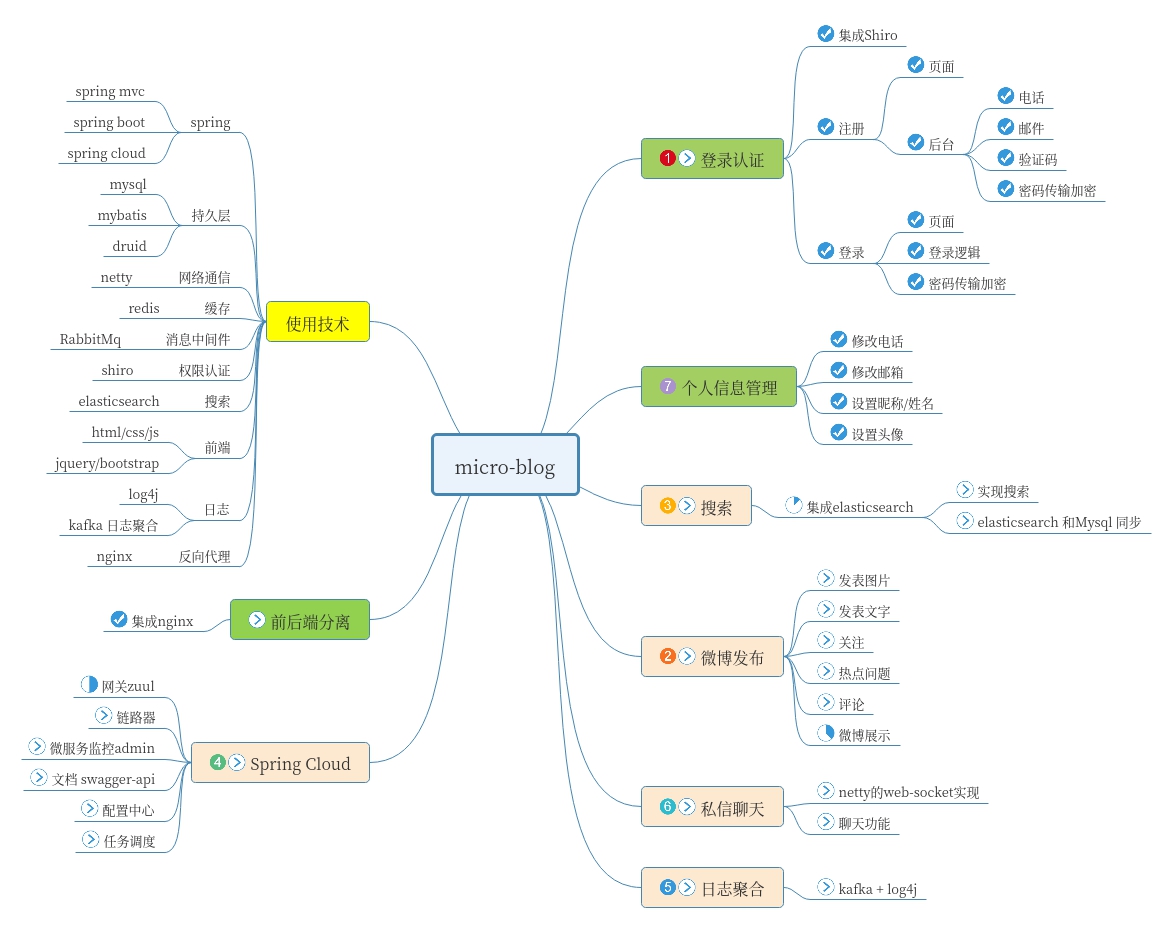 micro-blog
1 登录认证
集成Shiro
注册
页面
后台
电话
邮件
验证码
密码传输加密
登录
页面
登录逻辑
密码传输加密
7 个人信息管理
修改电话
修改邮箱
设置昵称/姓名
设置头像
3 搜索
集成elasticsearch
实现搜索
elasticsearch 和Mysql 同步
2 微博发布
发表图片
发表文字
关注
热点问题
评论
微博展示
6 私信聊天
netty的web-socket实现
聊天功能
5 日志聚合
kafka + log4j
使用技术
spring
spring mvc
spring boot
spring cloud
持久层
mysql
mybatis
druid
网络通信
netty
缓存
redis
消息中间件
RabbitMq
权限认证
shiro
搜索
elasticsearch
前端
html/css/js
jquery/bootstrap
日志
log4j
kafka 日志聚合
反向代理
nginx
前后端分离
集成nginx
4 Spring Cloud
网关zuul
链路器
微服务监控admin
文档 swagger-api
配置中心
任务调度